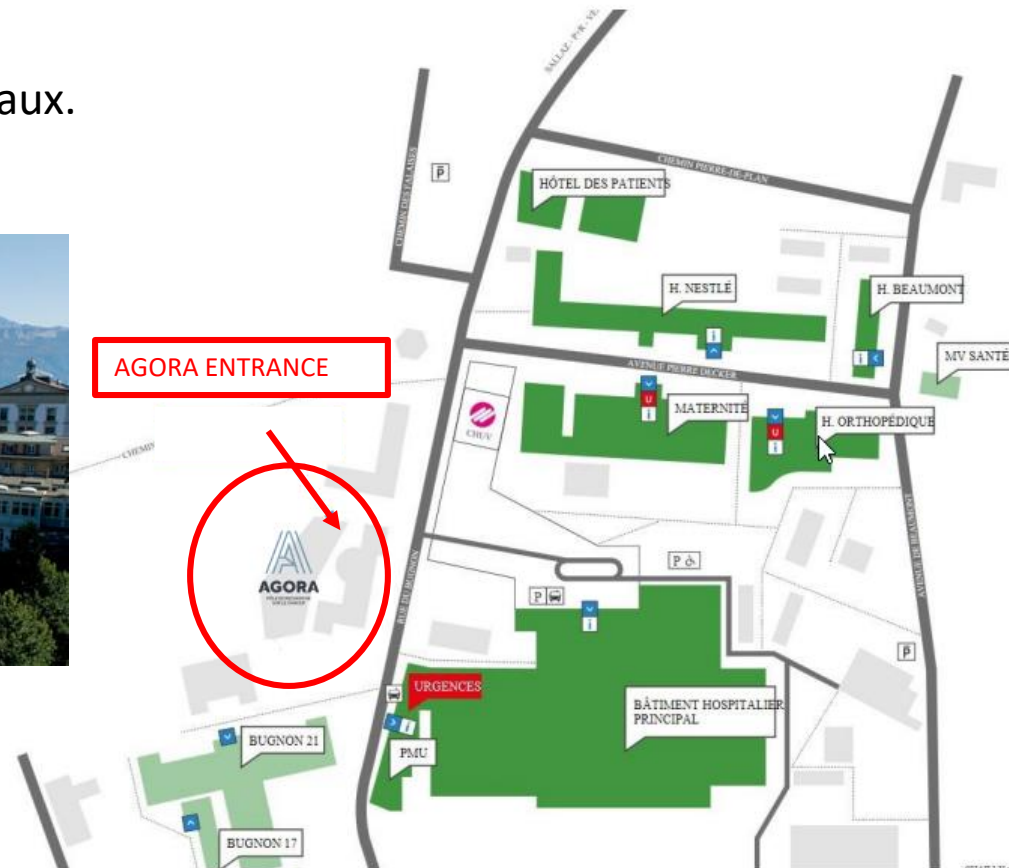 aux.
SALLAZ - P+R - VE
CHEMIN DES FALAISES
P
CHEMIN PIERRE-DE-PLAN
HÔTEL DES PATIENTS
H. NESTLÉ
H. BEAUMONT
i
i
AGORA ENTRANCE
AVENUE PIERRE DECKER
MV SANTÉ
U
i
MATERNITÉ
U
i
H. ORTHOPÉDIQUE
CHUV
CHEMIN
AVENUE DE BEAUMONT
AGORA
RUE DU BUGNON
P
P
i
P
URGENCES
BÂTIMENT HOSPITALIER
PRINCIPAL
i
BUGNON 21
PMU
BUGNON 17